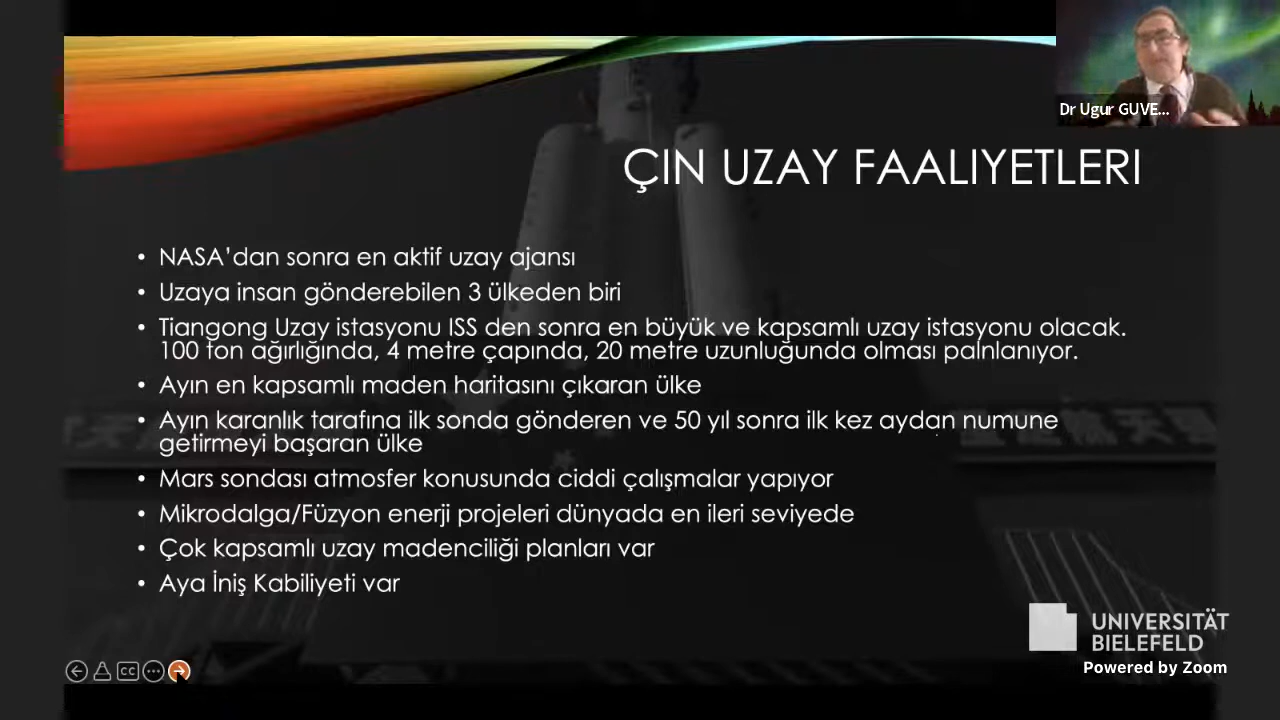 Dr Ugur GUVE...
ÇIN UZAY FAALIYETLERI
• NASA'dan sonra en aktif uzay ajansı
• Uzaya insan gönderebilen 3 ülkeden biri
• Tiangong Uzay istasyonu ISS den sonra en büyük ve kapsamlı uzay istasyonu olacak.
100 ton ağırlığında, 4 metre çapında, 20 metre uzunluğunda olması palnlanıyor.
• Ayın en kapsamlı maden haritasını çıkaran ülke
• Ayın karanlık tarafına ilk sonda gönderen ve 50 yıl sonra ilk kez aydan numune
getirmeyi başaran ülke
• Mars sondası atmosfer konusunda ciddi çalışmalar yapıyor
• Mikrodalga/Füzyon enerji projeleri dünyada en ileri seviyede
• Çok kapsamlı uzay madenciliği planları var
• Aya İniş Kabiliyeti var
UNIVERSITÄT
BIELEFELD
Powered by Zoom
CC